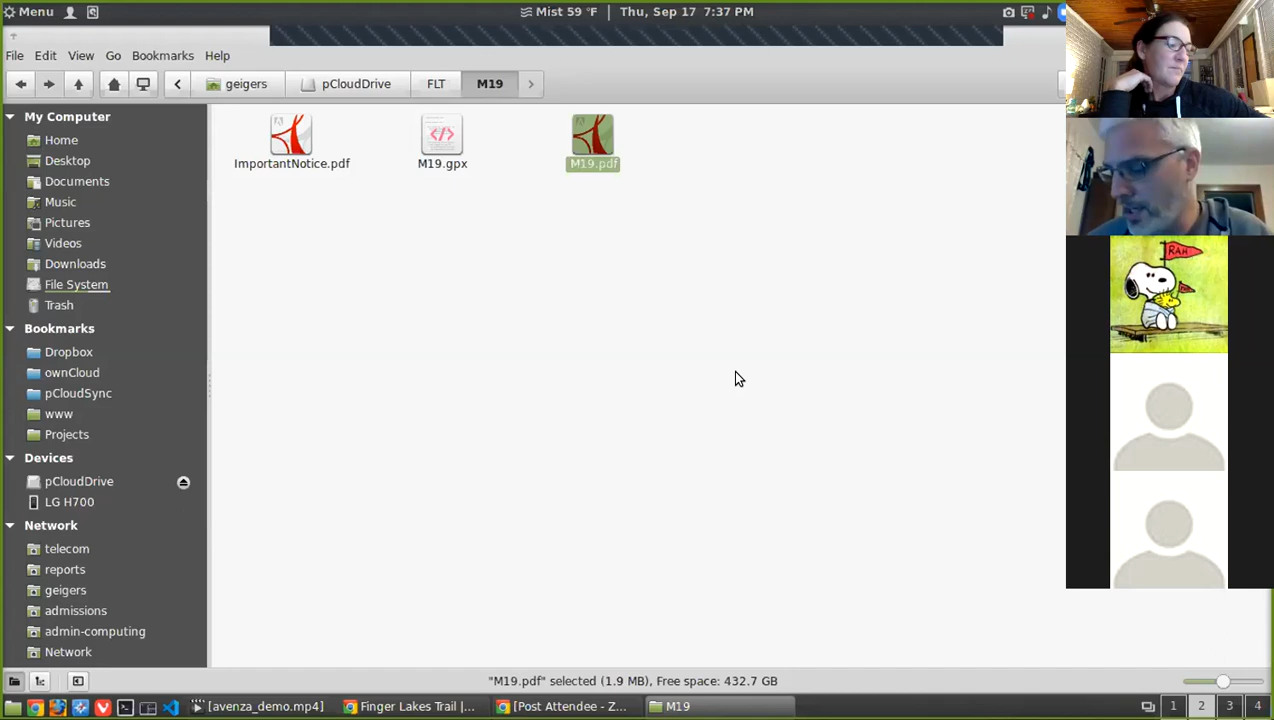 Menu
Mist 59 °F
Thu, Sep 17 7:37 PM
File Edit View Go Bookmarks Help
geigers pCloudDrive FLT M19
My Computer
Home
Desktop
Documents
Music
Pictures
Videos
Downloads
File System
Trash
Bookmarks
Dropbox
ownCloud
pCloudSync
www
Projects
Devices
pCloudDrive
LG H700
Network
telecom
reports
geigers
admissions
admin-computing
Network
ImportantNotice.pdf M19.gpx M19.pdf
RAH
"M19.pdf" selected (1.9 MB), Free space: 432.7 GB
[avenza_demo.mp4] Finger Lakes Trail |... [Post Attendee - Z... M19 1 2 3 4